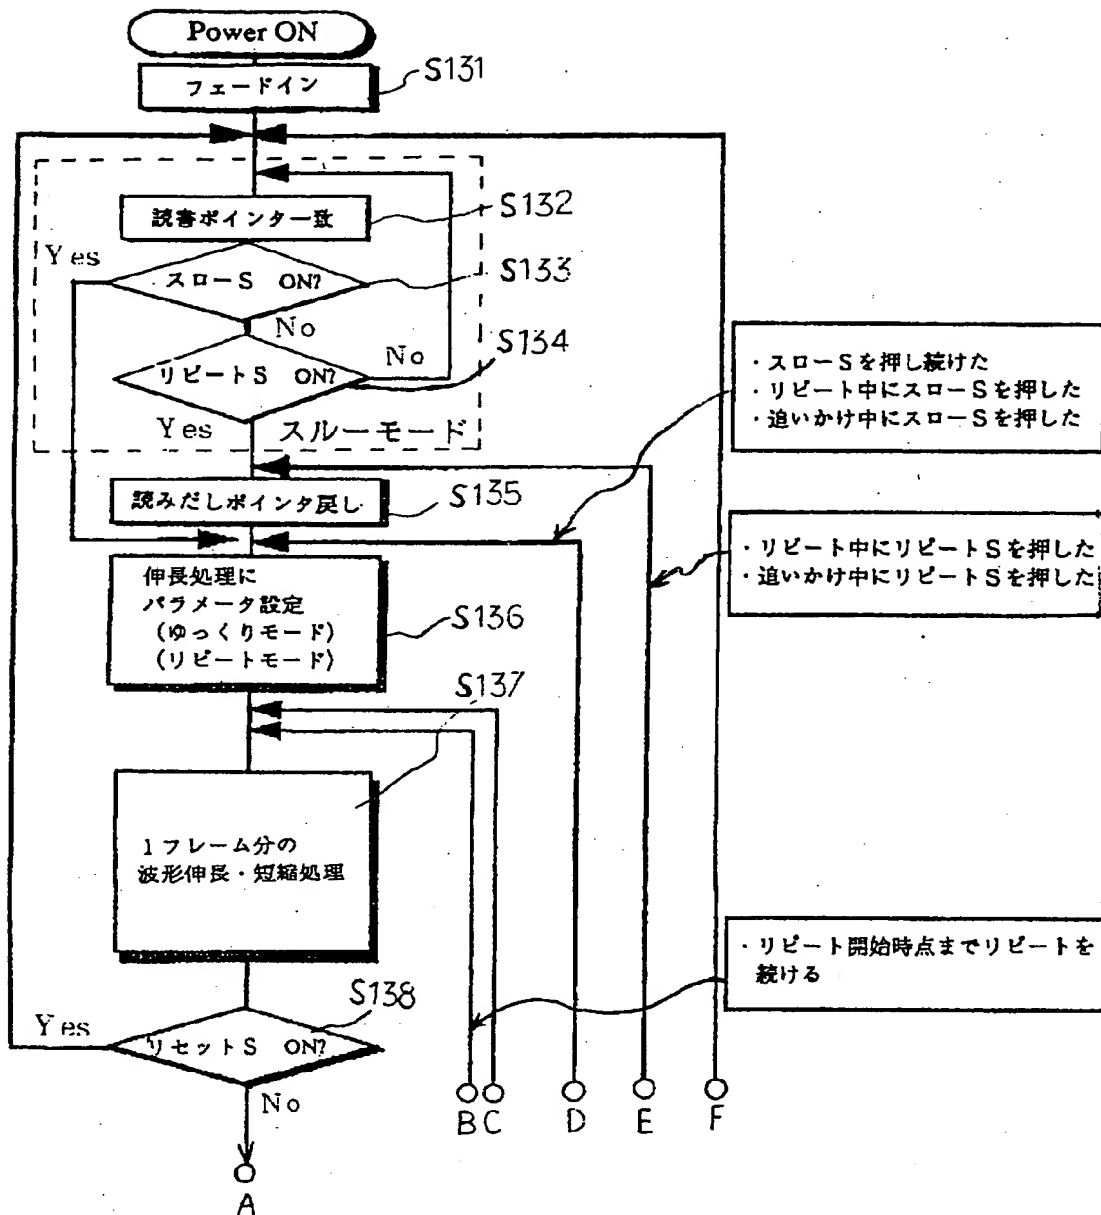 Power ON
フェードイン
S131
読書ポインター致
S132
Yes
スローS ON?
S133
No
リピートS ON?
S134
No
Yes
スルーモード
・スローSを押し続けた
・リピート中にスローSを押した
・追いかけ中にスローSを押した
読みだしポインタ戻し
S135
・リピート中にリピートSを押した
・追いかけ中にリピートSを押した
伸長処理に
パラメータ設定
(ゆっくりモード)
(リピートモード)
S136
S137
1フレーム分の
波形伸長・短縮処理
・リピート開始時点までリピートを
続ける
S138
Yes
リセットS ON?
No
B
C
D
E
F
A